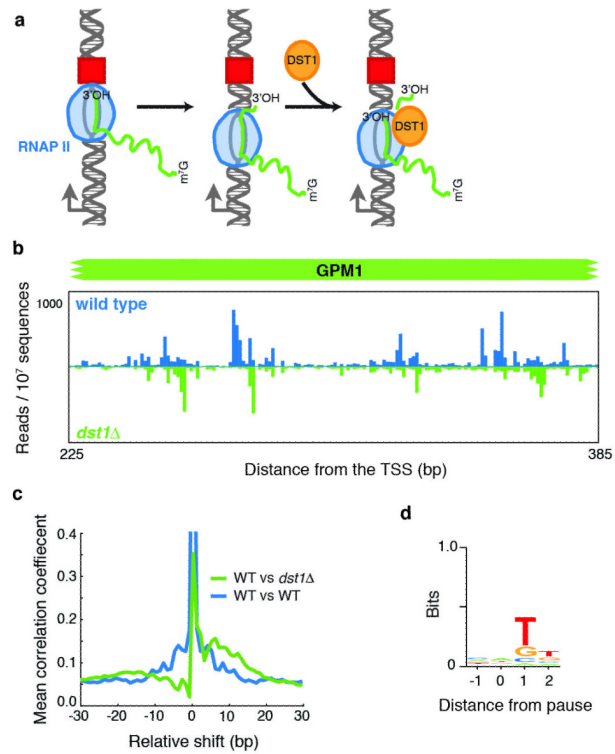 a
3'OH
RNAP II
m⁷G
3'OH
m⁷G
DST1
3'OH
3'OH
DST1
m⁷G
b
GPM1
1000
wild type
dst1Δ
Reads / 10⁷ sequences
225
385
Distance from the TSS (bp)
c
Mean correlation coeffiecent
0.4
0.3
0.4
0.1
0.0
WT vs dst1Δ
WT vs WT
-30 -20 -10 0 10 20 30
Relative shift (bp)
d
Bits
1.0
0
T
G
C
T
-1 0 1 2
Distance from pause